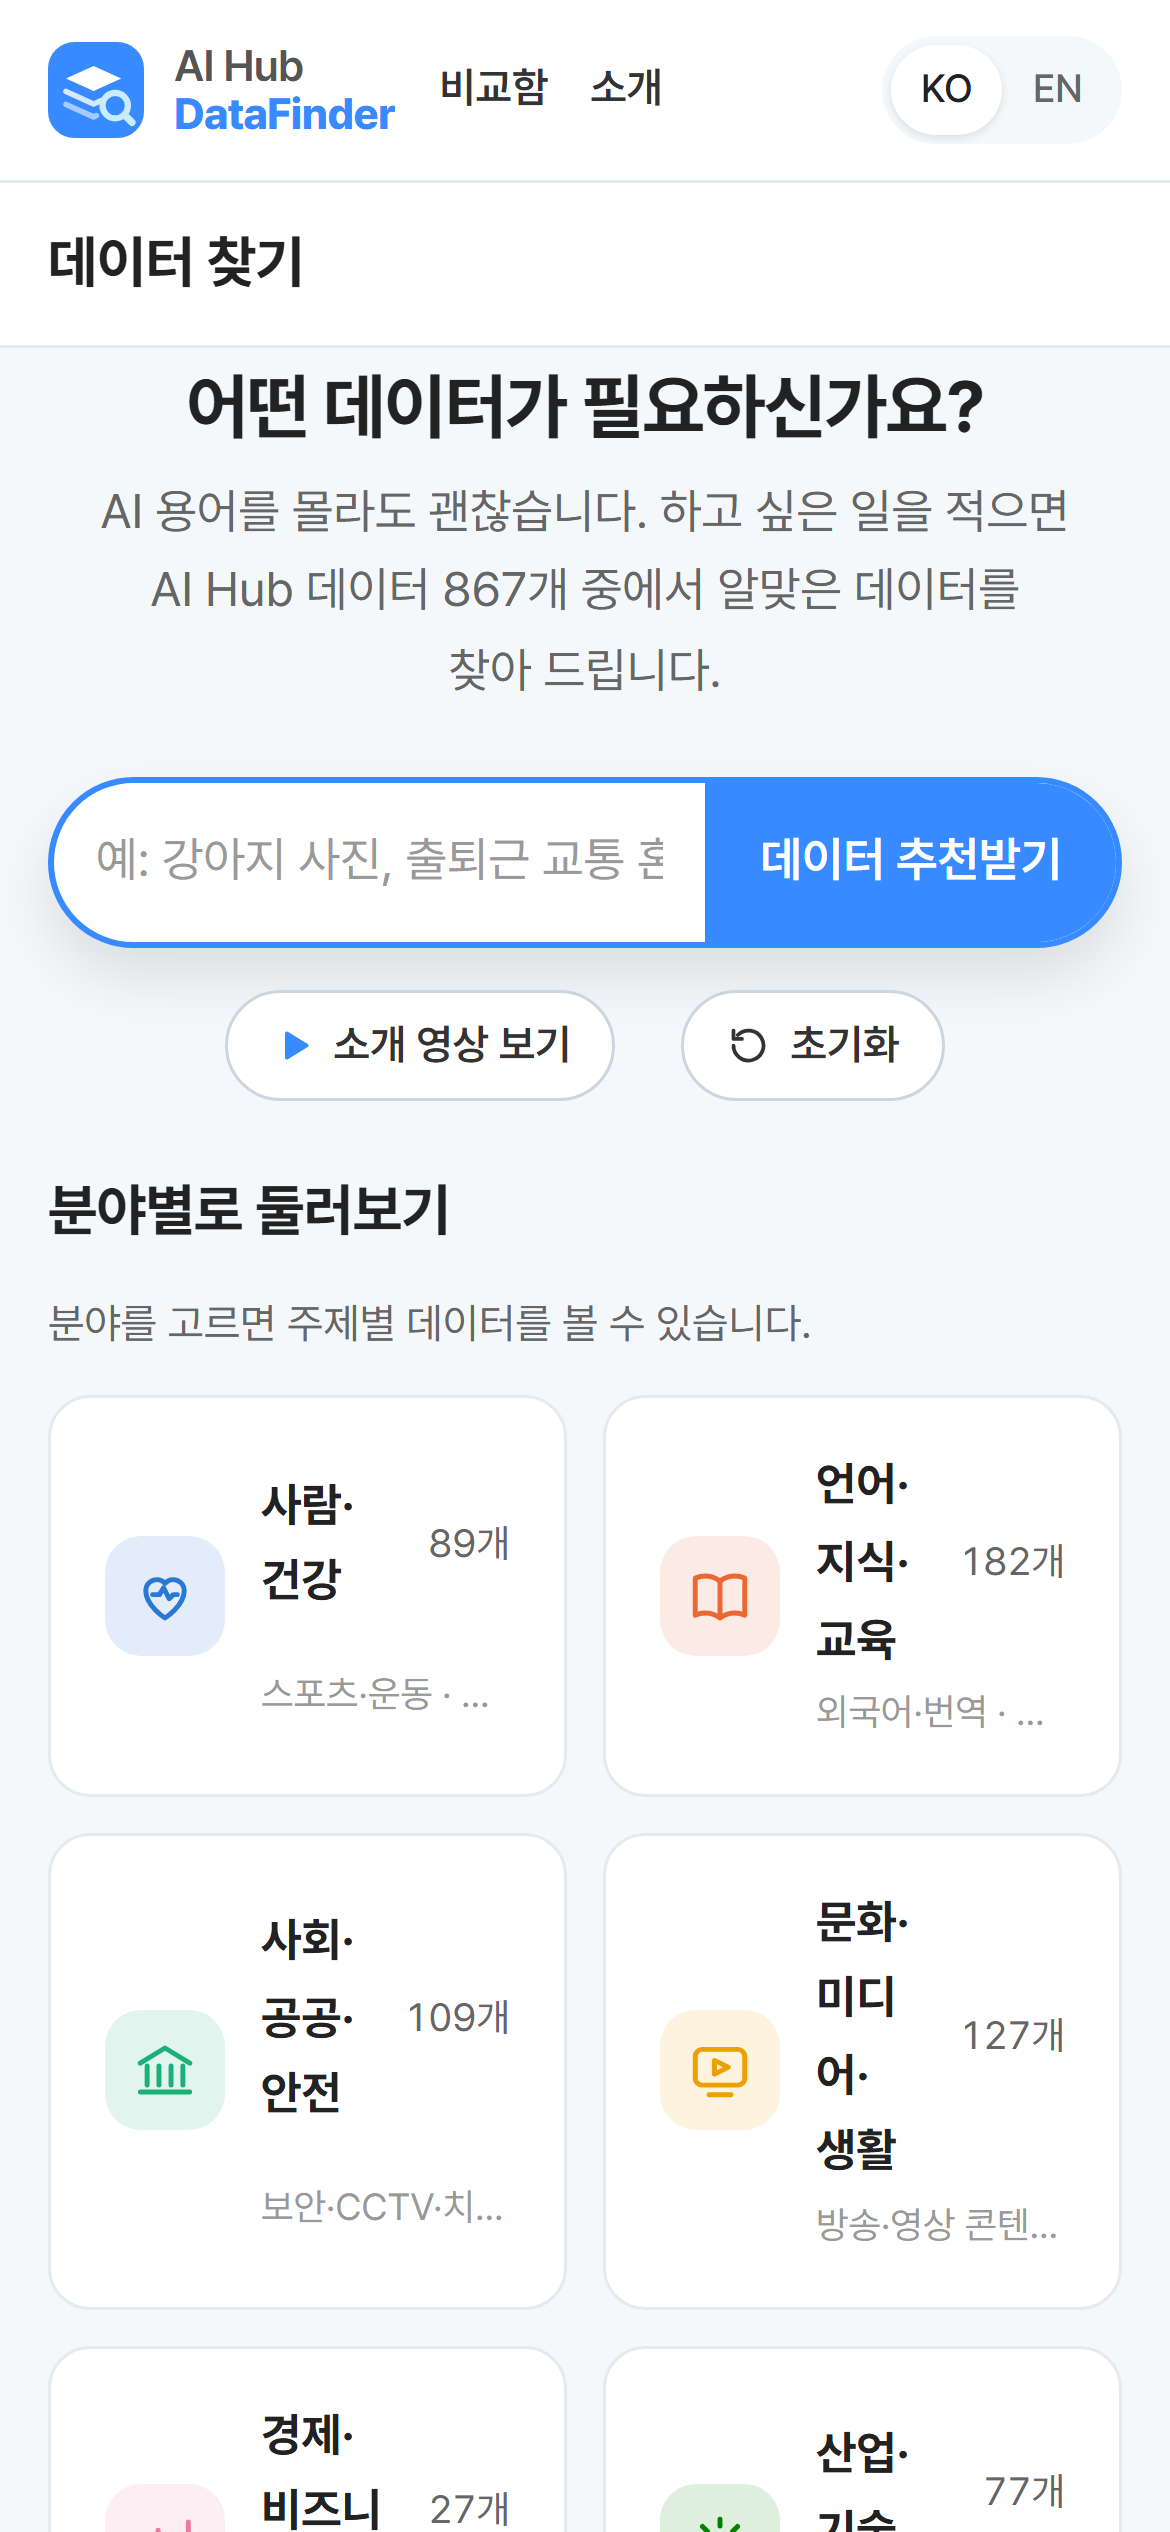 AI Hub
DataFinder
비교함
소개
KO
EN
데이터 찾기
어떤 데이터가 필요하신가요?
AI 용어를 몰라도 괜찮습니다. 하고 싶은 일을 적으면
AI Hub 데이터 867개 중에서 알맞은 데이터를
찾아 드립니다.
예: 강아지 사진, 출퇴근 교통
데이터 추천받기
소개 영상 보기
초기화
분야별로 둘러보기
분야를 고르면 주제별 데이터를 볼 수 있습니다.
사람·
건강
89개
스포츠·운동 · ...
언어·
지식·
교육
182개
외국어·번역 · ...
사회·
공공·
안전
109개
보안·CCTV·치...
문화·
미디
어·
생활
127개
방송·영상 콘텐...
경제·
비즈니
27개
산업·
기술
77개